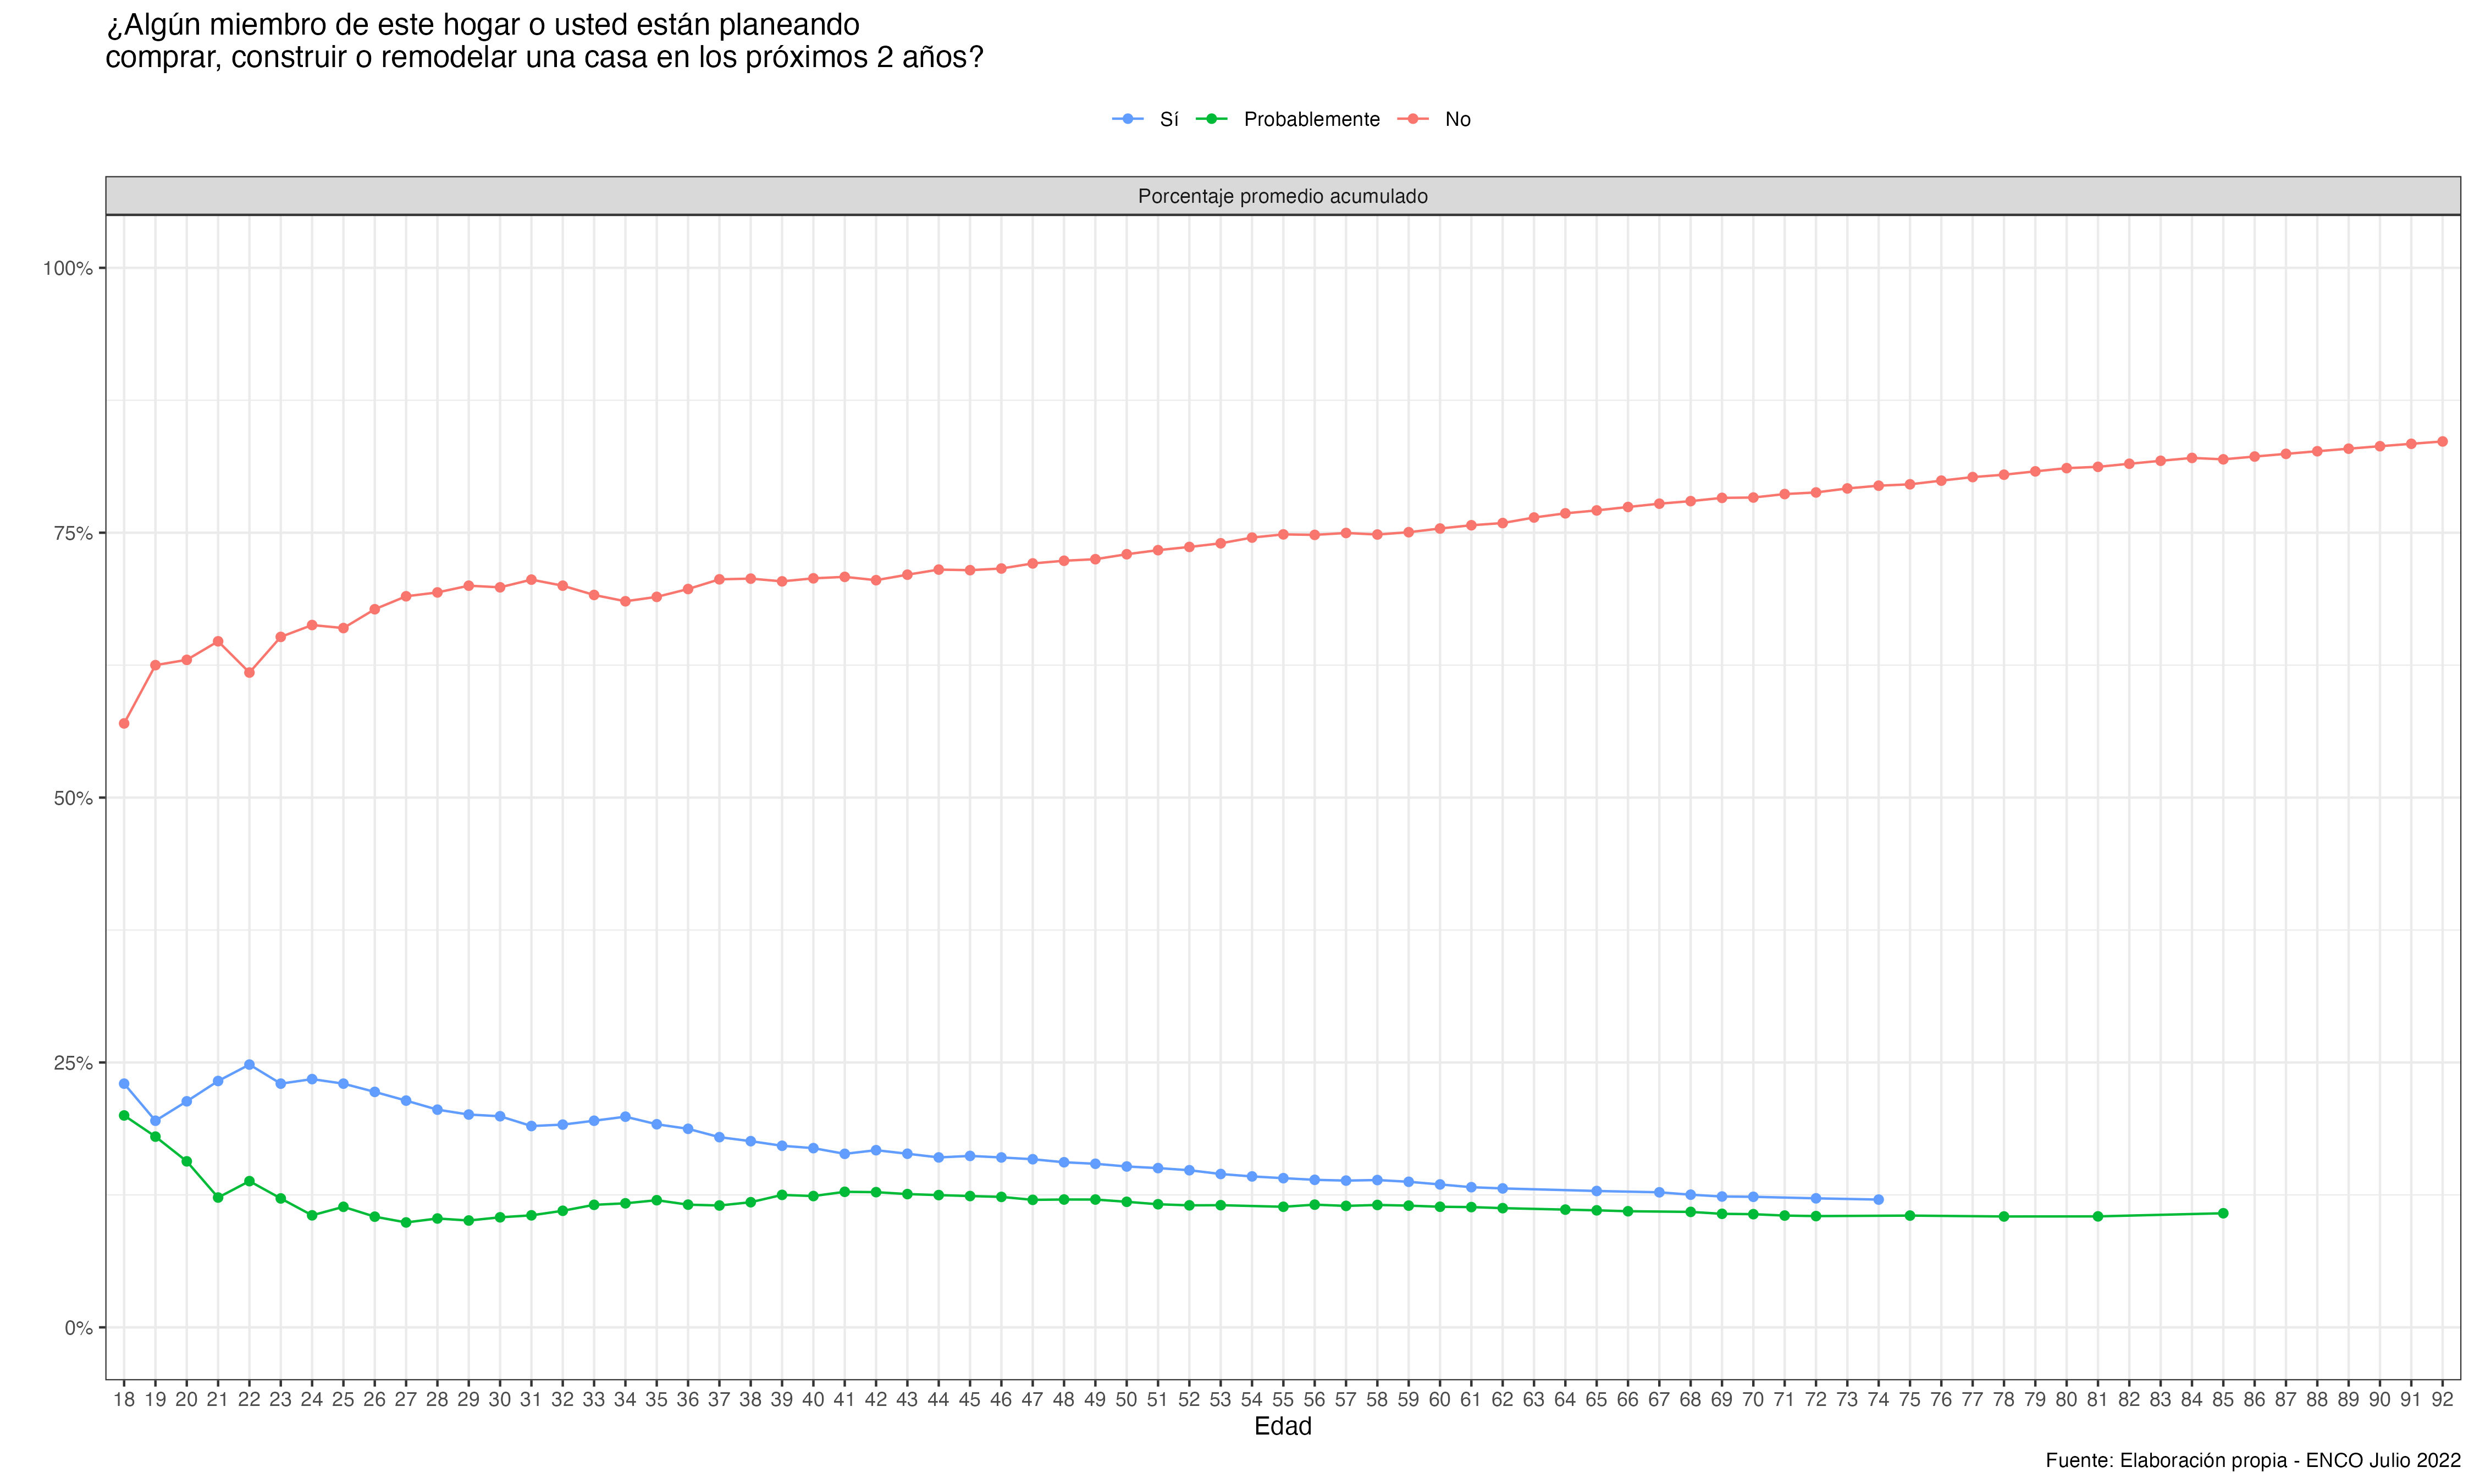 ¿Algún miembro de este hogar o usted están planeando
comprar, construir o remodelar una casa en los próximos 2 años?
Sí Probablemente No
Porcentaje promedio acumulado
100%
75%
50%
25%
0%
18 19 20 21 22 23 24 25 26 27 28 29 30 31 32 33 34 35 36 37 38 39 40 41 42 43 44 45 46 47 48 49 50 51 52 53 54 55 56 57 58 59 60 61 62 63 64 65 66 67 68 69 70 71 72 73 74 75 76 77 78 79 80 81 82 83 84 85 86 87 88 89 90 91 92
Edad
Fuente: Elaboración propia - ENCO Julio 2022